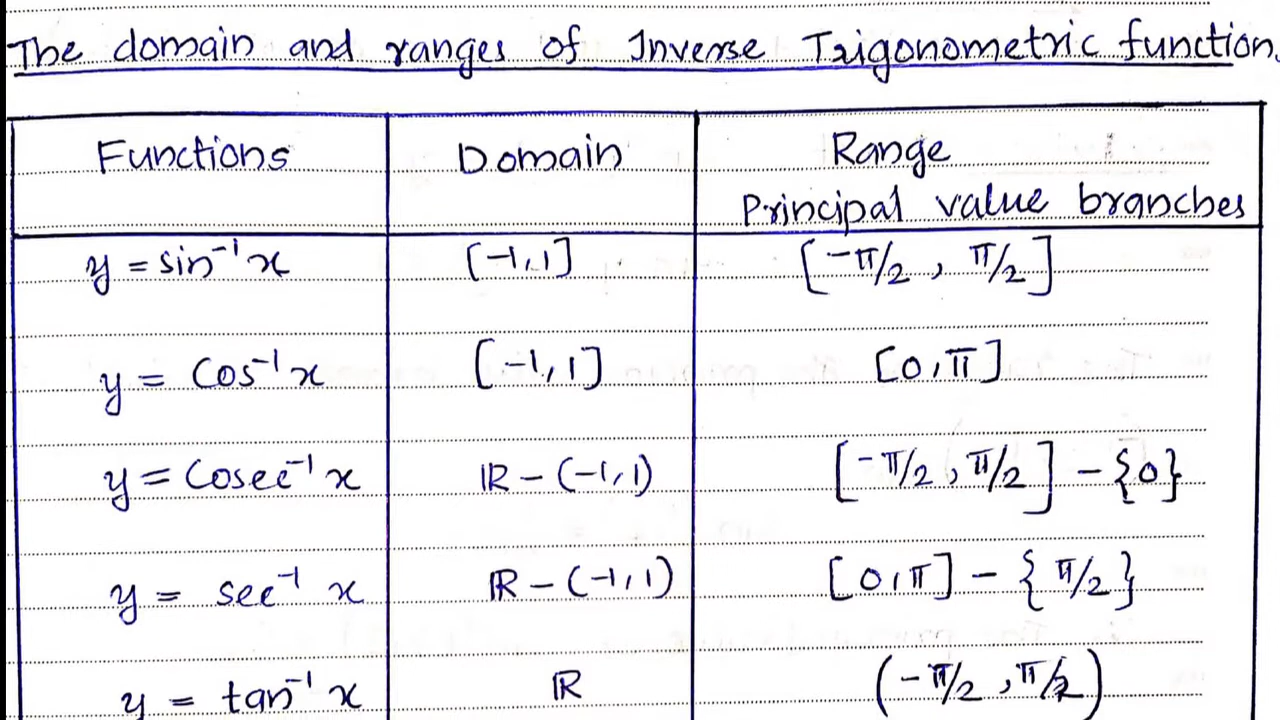 The domain and ranges of Inverse Trigonometric function.
Functions Domain Range
Principal value branches
y = sin⁻¹x [-1,1] [-π/2, π/2]
y = cos⁻¹x [-1,1] [0,π]
y = Cosec⁻¹x ℝ-(-1,1) [-π/2,π/2]-{0}
y = sec⁻¹x ℝ-(-1,1) [0,π]-{π/2}
y = tan⁻¹x ℝ (-π/2,π/2)